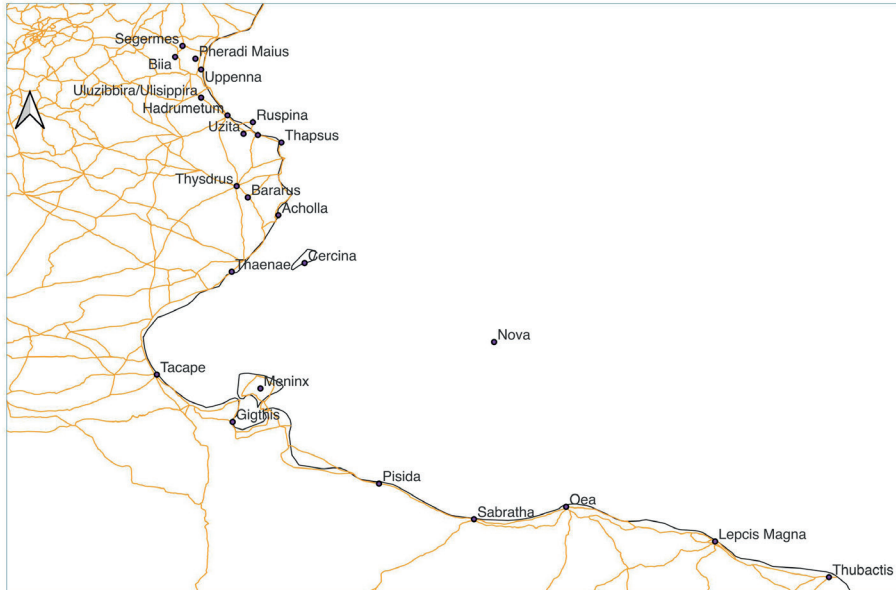 Segermes
Pheradi Maius
Biia
Uppenna
Uluzibbira/Ulisippira
Hadrumetum
Ruspina
Uzita
Thapsus
Thysdrus
Bararus
Acholla
Cercina
Thaenae
Nova
Tacape
Meninx
Gigthis
Pisida
Sabratha
Oea
Lepcis Magna
Thubactis